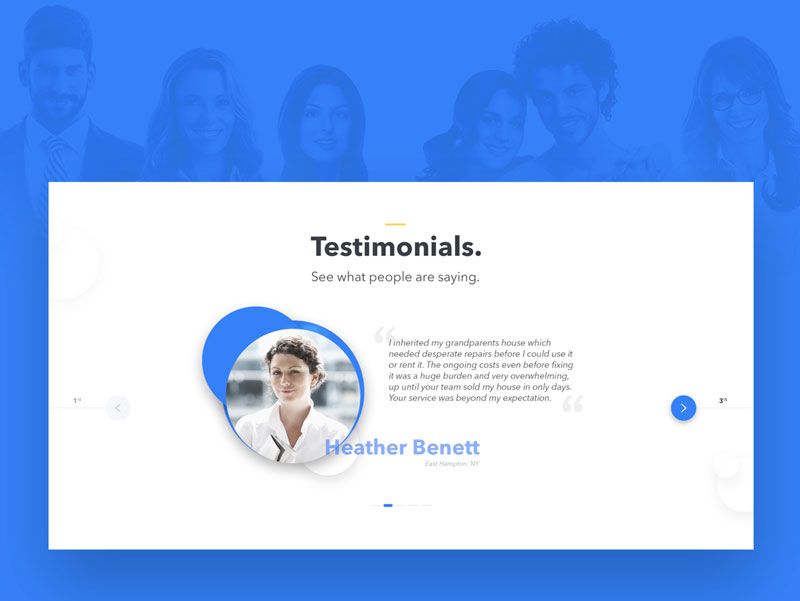 Testimonials.
See what people are saying.
“
I inherited my grandparents house which
needed desperate repairs before I could use it
or rent it. The ongoing costs even before fixing
it was a huge burden and very overwhelming,
up until your team sold my house in only days.
Your service was beyond my expectation.
“
1/5
3/5
Heather Benett
East Hampton, NY